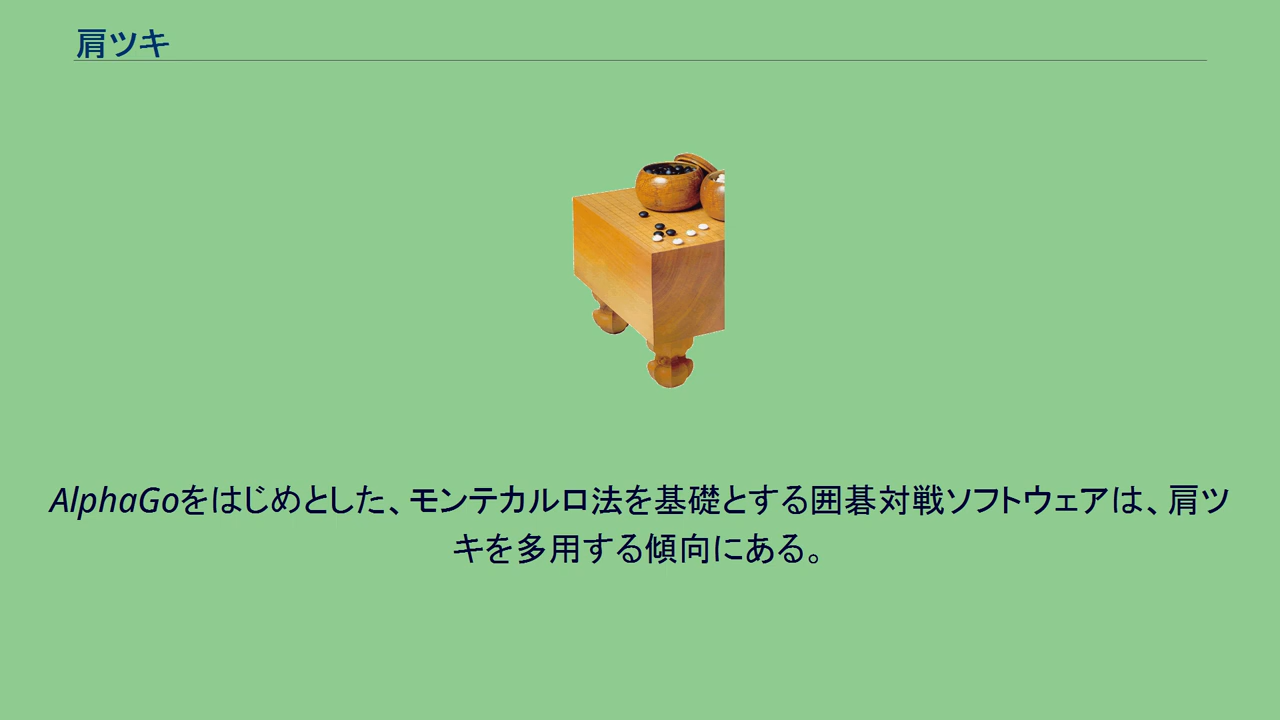 肩ツキ
AlphaGoをはじめとした、モンテカルロ法を基礎とする囲碁対戦ソフトウェアは、肩ツ
キを多用する傾向にある。